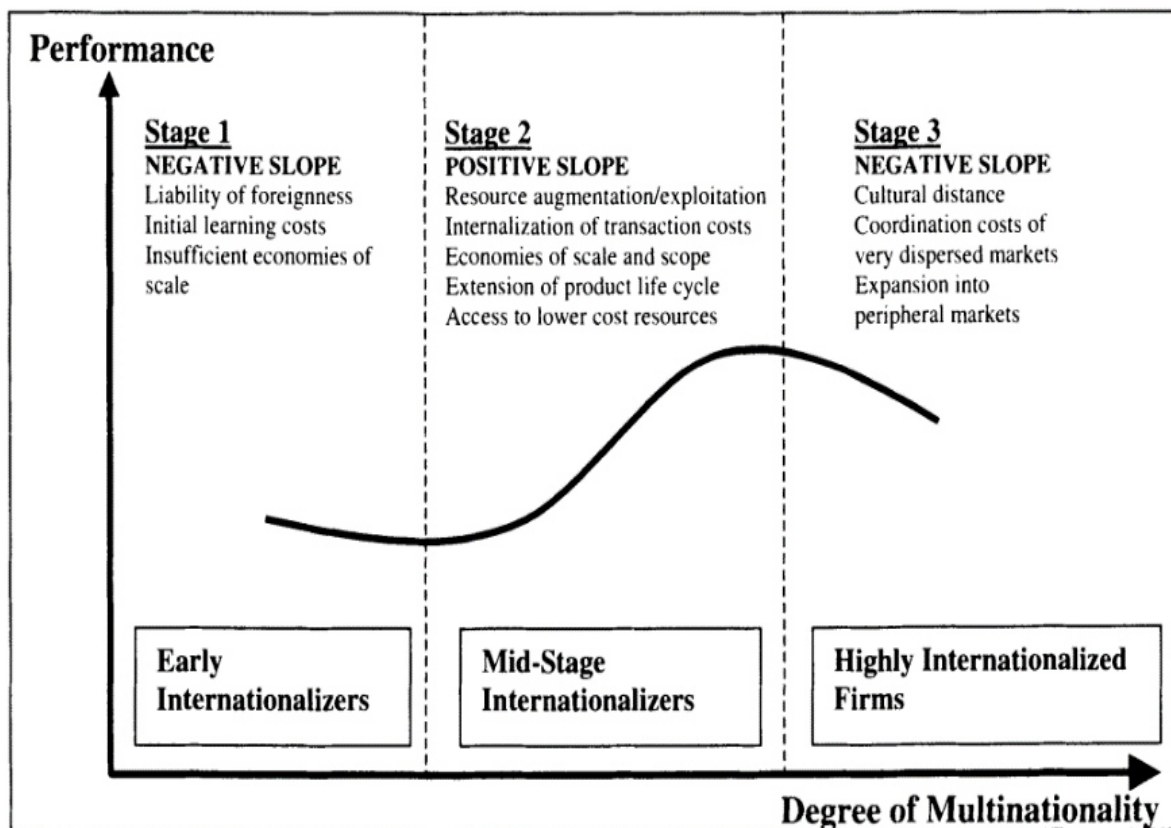 Performance
Stage 1
NEGATIVE SLOPE
Liability of foreignness
Initial learning costs
Insufficient economies of
scale
Stage 2
POSITIVE SLOPE
Resource augmentation/exploitation
Internalization of transaction costs
Economies of scale and scope
Extension of product life cycle
Access to lower cost resources
Stage 3
NEGATIVE SLOPE
Cultural distance
Coordination costs of
very dispersed markets
Expansion into
peripheral markets
Early
Internationalizers
Mid-Stage
Internationalizers
Highly Internationalized
Firms
Degree of Multinationality